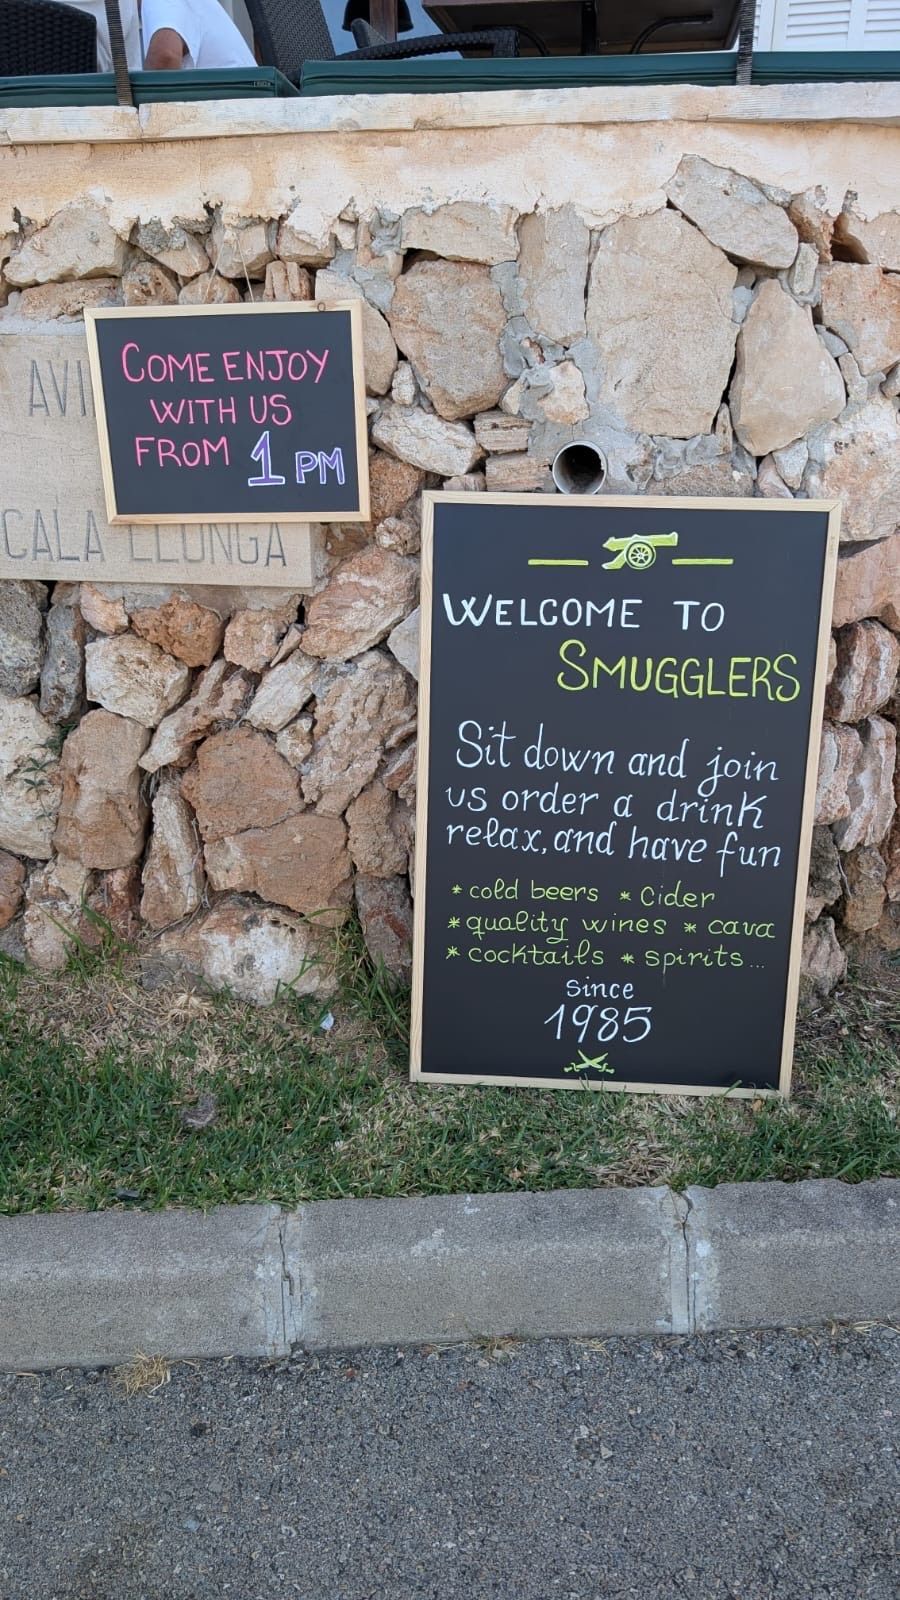 COME ENJOY
WITH US
FROM 1 PM
CALA LLONGA
WELCOME TO
SMUGGLERS
Sit down and join
us order a drink
relax, and have fun
* cold beers * Cider
* quality wines * cava
* cocktails * spirits...
since
1985